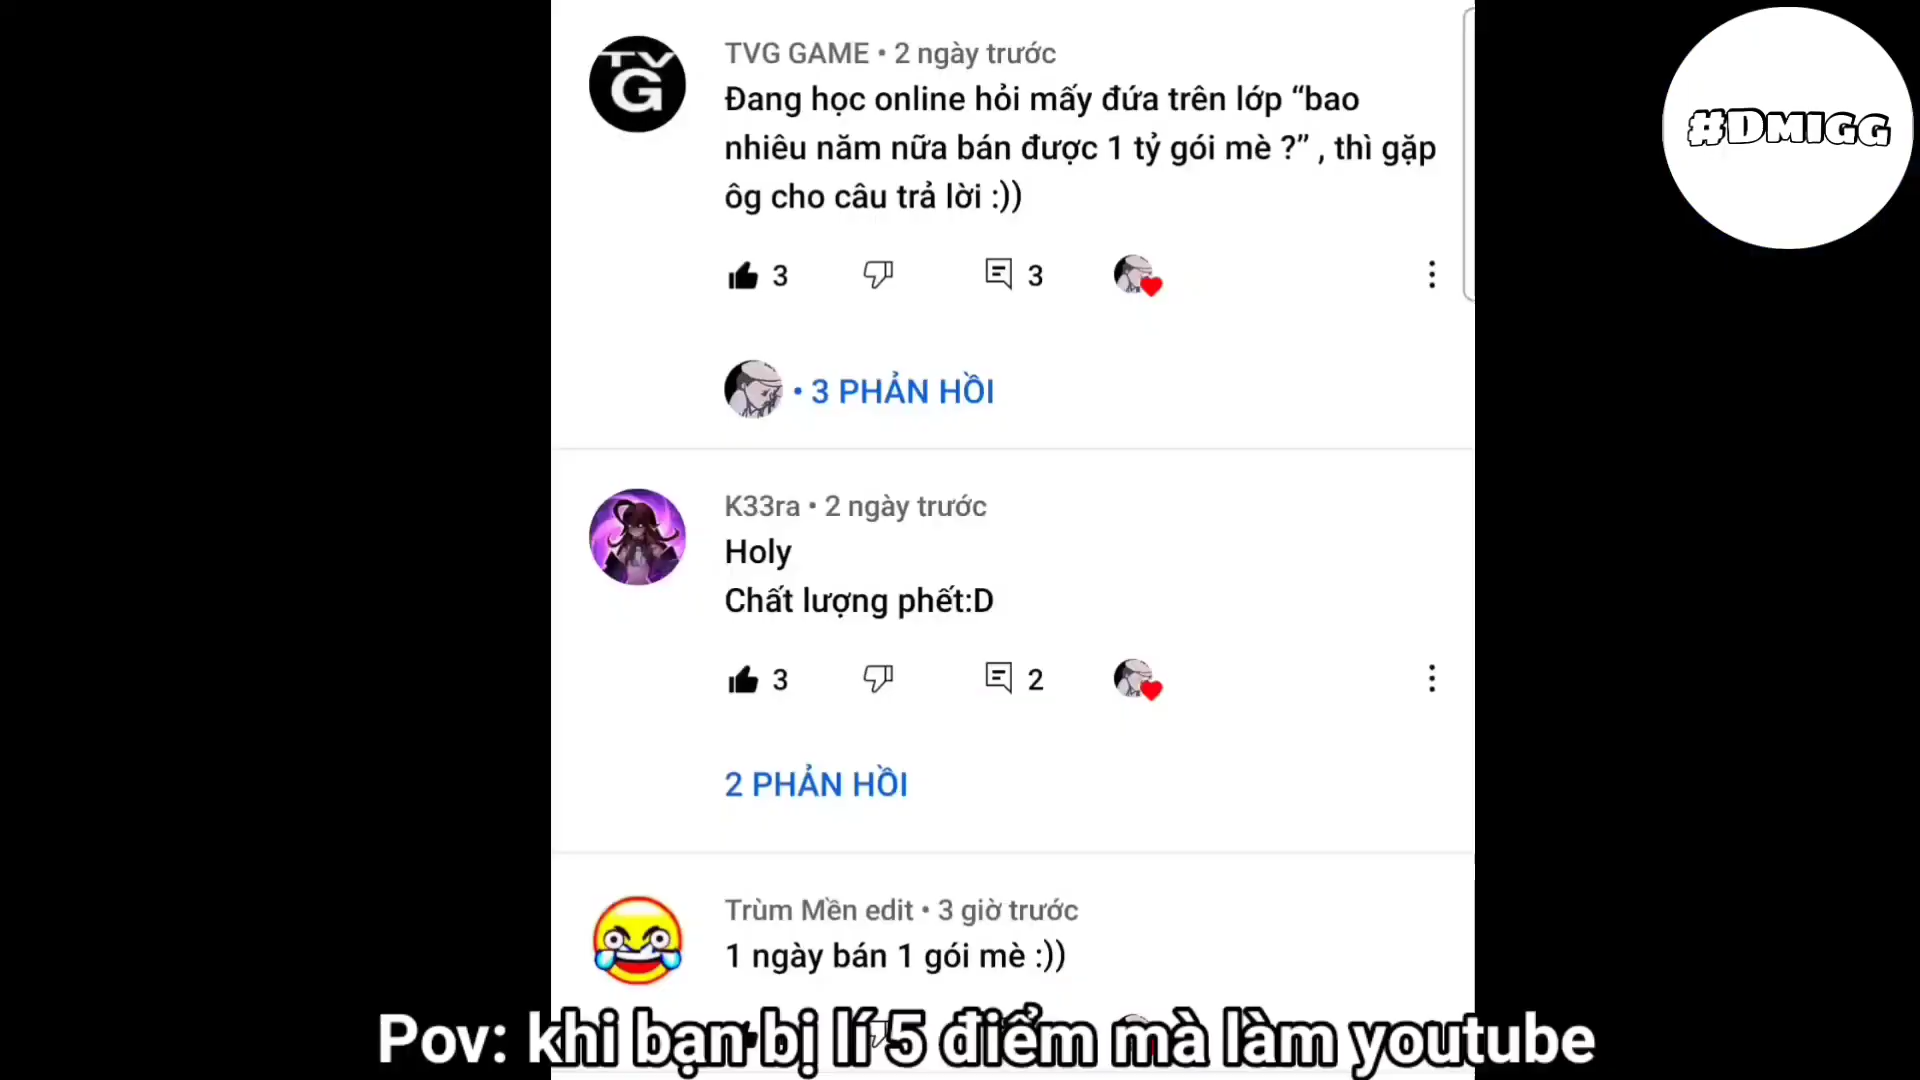 TVG GAME • 2 ngày trước
Đang học online hỏi mấy đứa trên lớp “bao
nhiêu năm nữa bán được 1 tỷ gói mè ?” , thì gặp
ôg cho câu trả lời :))
3
3
• 3 PHẢN HỒI
K33ra • 2 ngày trước
Holy
Chất lượng phết:D
3
2
2 PHẢN HỒI
Trùm Mền edit • 3 giờ trước
1 ngày bán 1 gói mè :))
Pov: khi bạn bị lí 5 điểm mà làm youtube
#DMIGG
TV
G